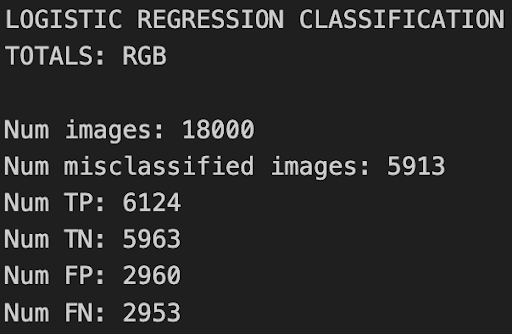 LOGISTIC REGRESSION CLASSIFICATION
TOTALS: RGB
Num images: 18000
Num misclassified images: 5913
Num TP: 6124
Num TN: 5963
Num FP: 2960
Num FN: 2953